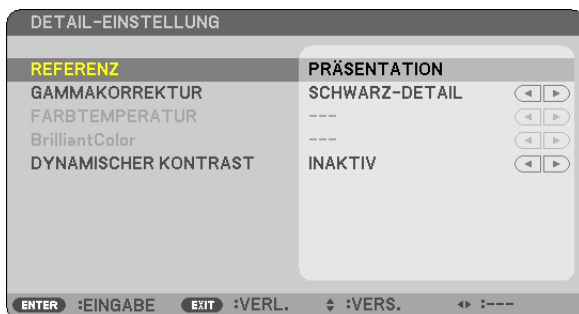 DETAIL-EINSTELLUNG
REFERENZ PRÄSENTATION
GAMMAKORREKTUR SCHWARZ-DETAIL
FARBTEMPERATUR ---
BrilliantColor ---
DYNAMISCHER KONTRAST INAKTIV
ENTER :EINGABE EXIT :VERL. :VERS. :---